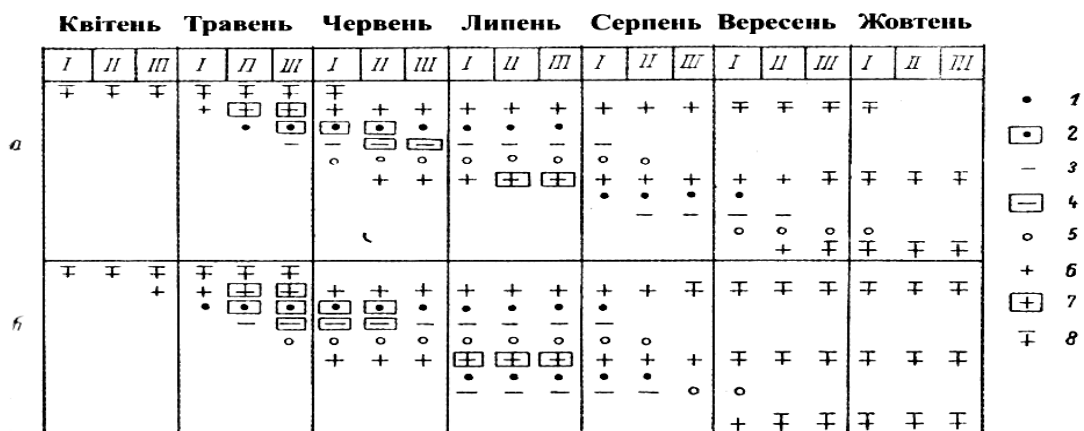 Квітень Травень Червень Липень Серпень Вересень Жовтень
I II III I II III I II III I II III I II III I II III I II III
1
2
а
3
4
5
6
б
7
8